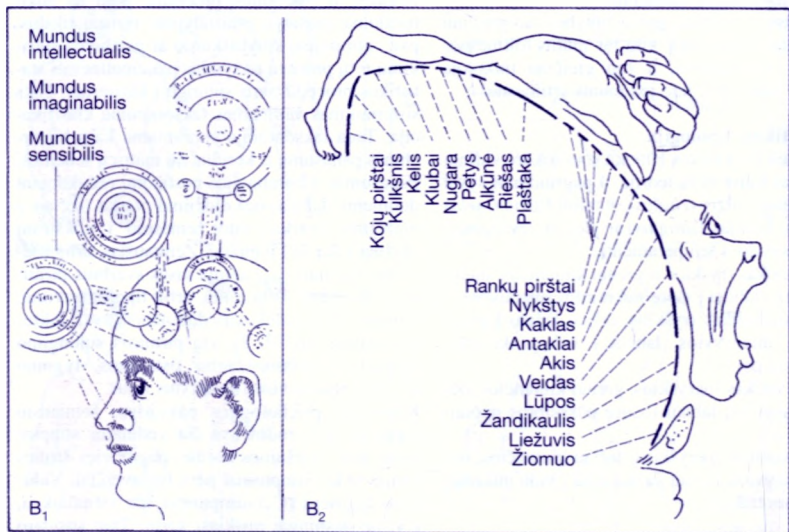 Mundus
intellectualis
Mundus
imaginabilis
Mundus
sensibilis
B1
Kojų pirštai
Kulkšnis
Kelis
Klubai
Nugara
Petys
Alkūnė
Riešas
Plaštaka
Rankų pirštai
Nykštys
Kaklas
Antakiai
Akis
Veidas
Lūpos
Žandikaulis
Liežuvis
Žiomuo
B2